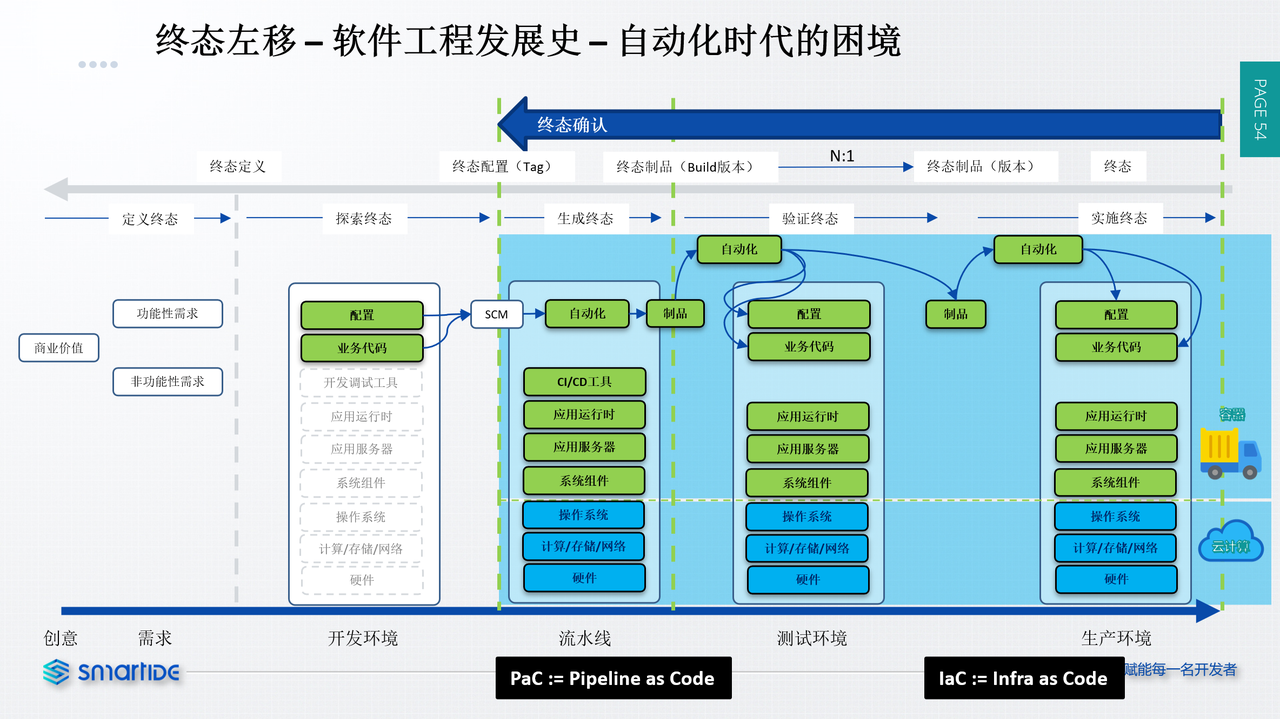 终态左移 – 软件工程发展史 – 自动化时代的困境
PAGE 54
终态确认
终态定义
终态配置（Tag）
终态制品（Build版本）
N:1
终态制品（版本）
终态
定义终态
探索终态
生成终态
验证终态
实施终态
商业价值
功能性需求
非功能性需求
配置
业务代码
开发调试工具
应用运行时
应用服务器
系统组件
操作系统
计算/存储/网络
硬件
SCM
自动化
制品
CI/CD工具
应用运行时
应用服务器
系统组件
操作系统
计算/存储/网络
硬件
自动化
配置
业务代码
应用运行时
应用服务器
系统组件
操作系统
计算/存储/网络
硬件
制品
自动化
配置
业务代码
应用运行时
应用服务器
系统组件
操作系统
计算/存储/网络
硬件
容器
云计算
创意
需求
开发环境
流水线
测试环境
生产环境
smartIDE
PaC := Pipeline as Code
IaC := Infra as Code
赋能每一名开发者